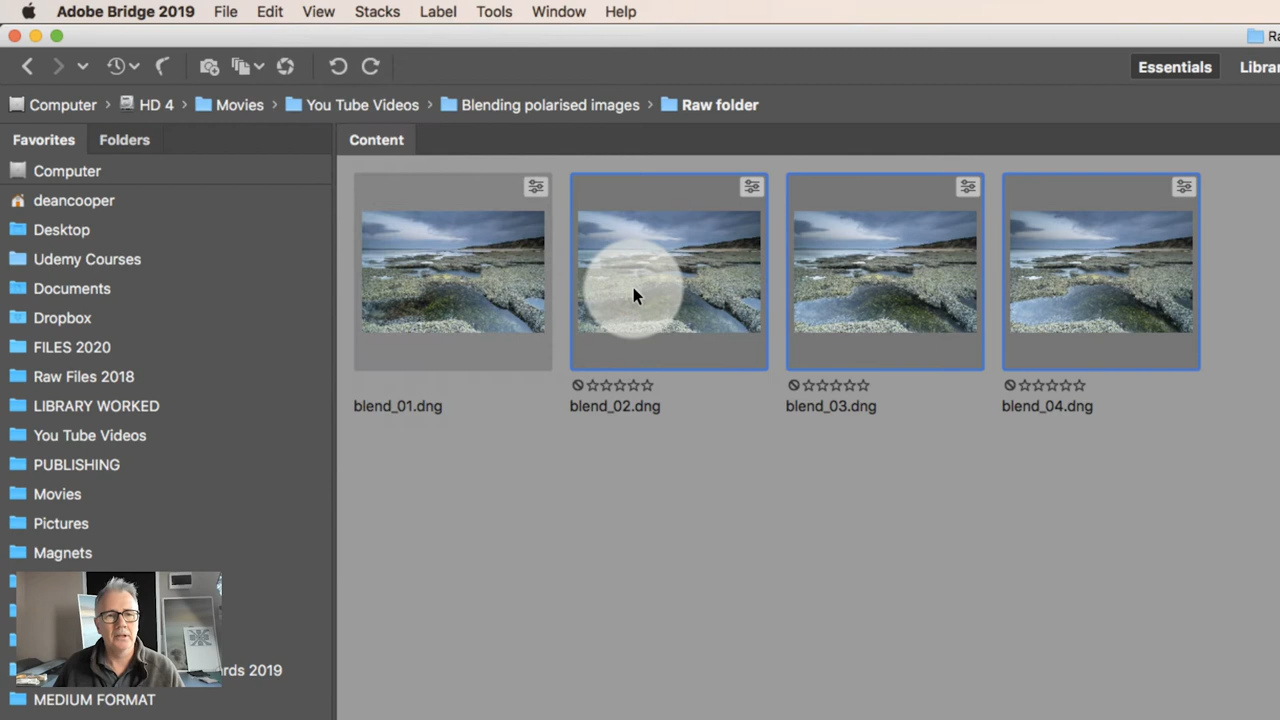 Adobe Bridge 2019 File Edit View Stacks Label Tools Window Help
Essentials
Computer › HD 4 › Movies › You Tube Videos › Blending polarised images › Raw folder
Favorites Folders Content
Computer
deancooper
Desktop
Udemy Courses
Documents
Dropbox
FILES 2020
Raw Files 2018
LIBRARY WORKED
You Tube Videos
PUBLISHING
Movies
Pictures
Magnets
2019
MEDIUM FORMAT
blend_01.dng blend_02.dng blend_03.dng blend_04.dng